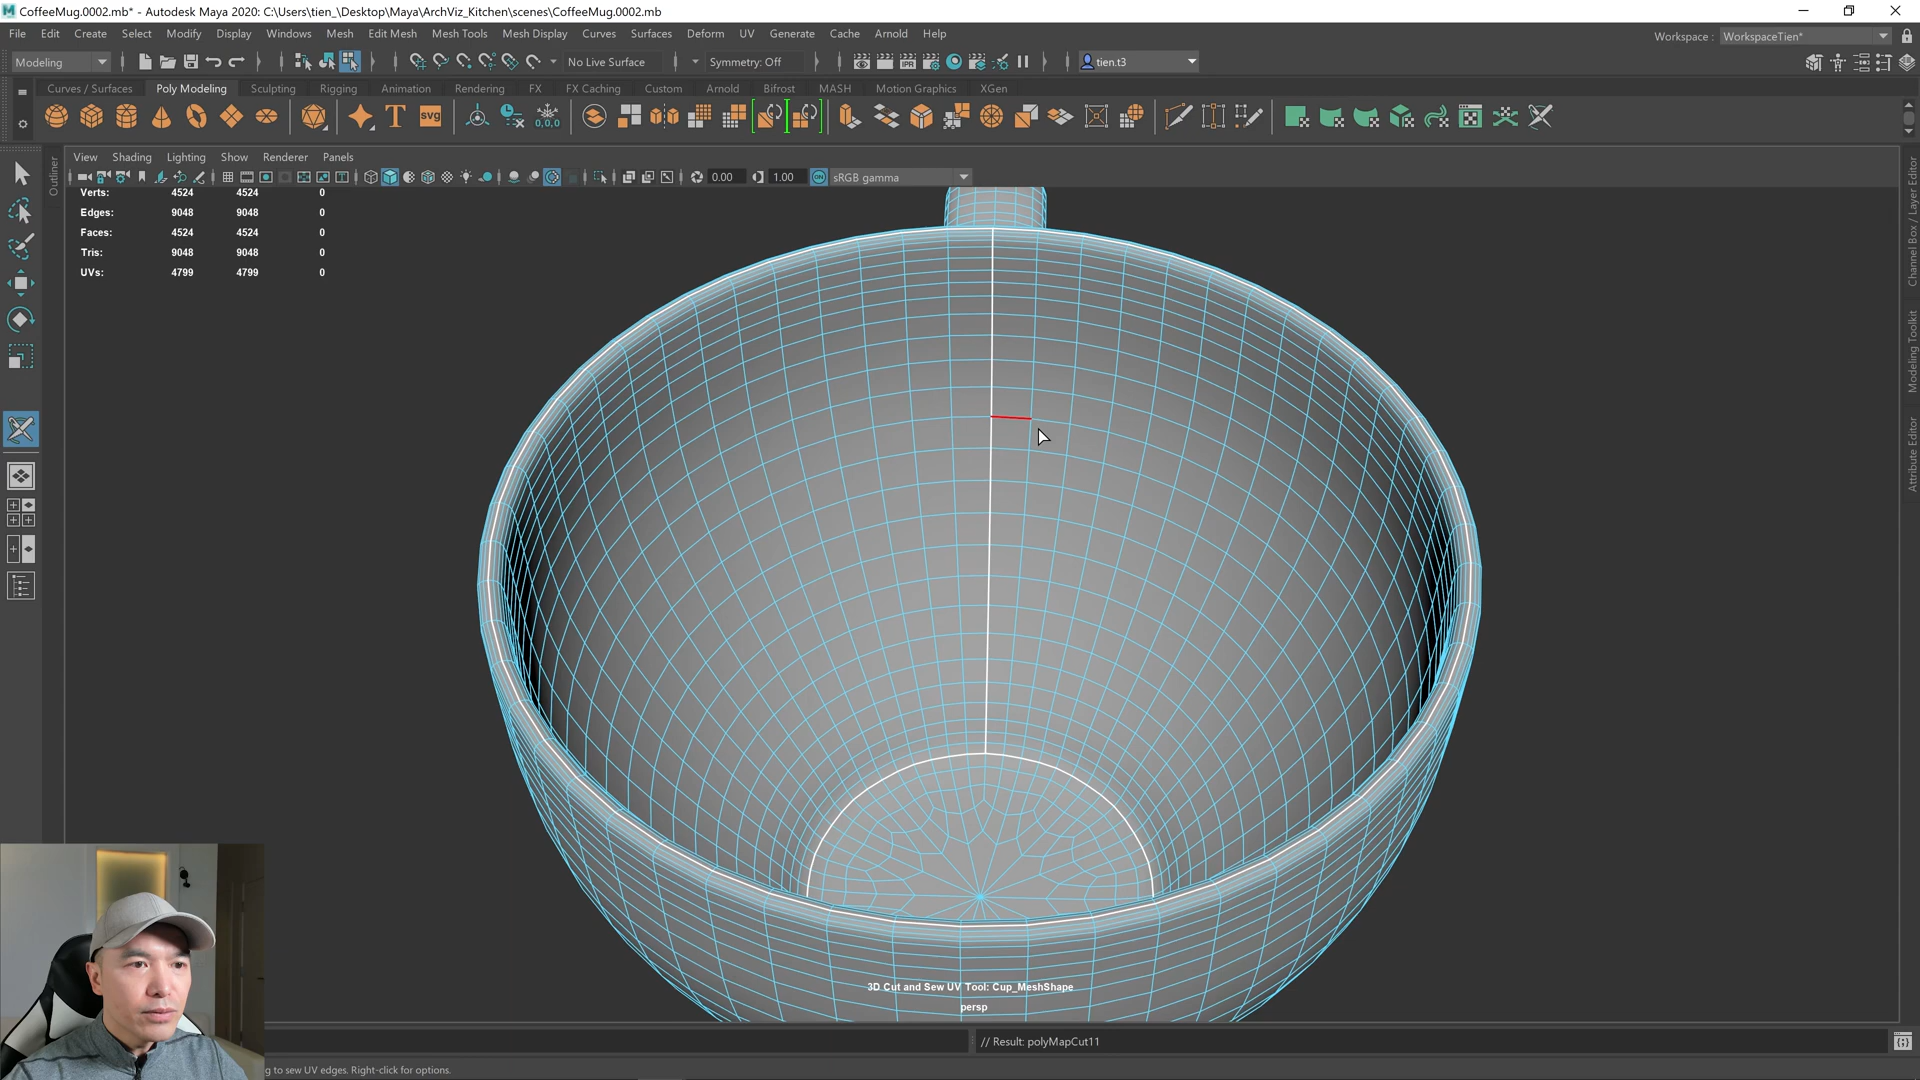 CoffeeMug.0002.mb* - Autodesk Maya 2020: C:\Users\tien_\Desktop\Maya\ArchViz_Kitchen\scenes\CoffeeMug.0002.mb
File Edit Create Select Modify Display Windows Mesh Edit Mesh Mesh Tools Mesh Display Curves Surfaces Deform UV Generate Cache Arnold Help
Workspace : WorkspaceTien*
Modeling No Live Surface Symmetry: Off tien.t3
Curves / Surfaces Poly Modeling Sculpting Rigging Animation Rendering FX FX Caching Custom Arnold Bifrost MASH Motion Graphics XGen
T svg 0,0,0
IPR
View Shading Lighting Show Renderer Panels
0.00 1.00 ON sRGB gamma
Outliner
Verts: 4524 4524 0
Edges: 9048 9048 0
Faces: 4524 4524 0
Tris: 9048 9048 0
UVs: 4799 4799 0
Channel Box / Layer Editor
Modeling Toolkit
Attribute Editor
3D Cut and Sew UV Tool: Cup_MeshShape
persp
// Result: polyMapCut11
g to sew UV edges. Right-click for options.